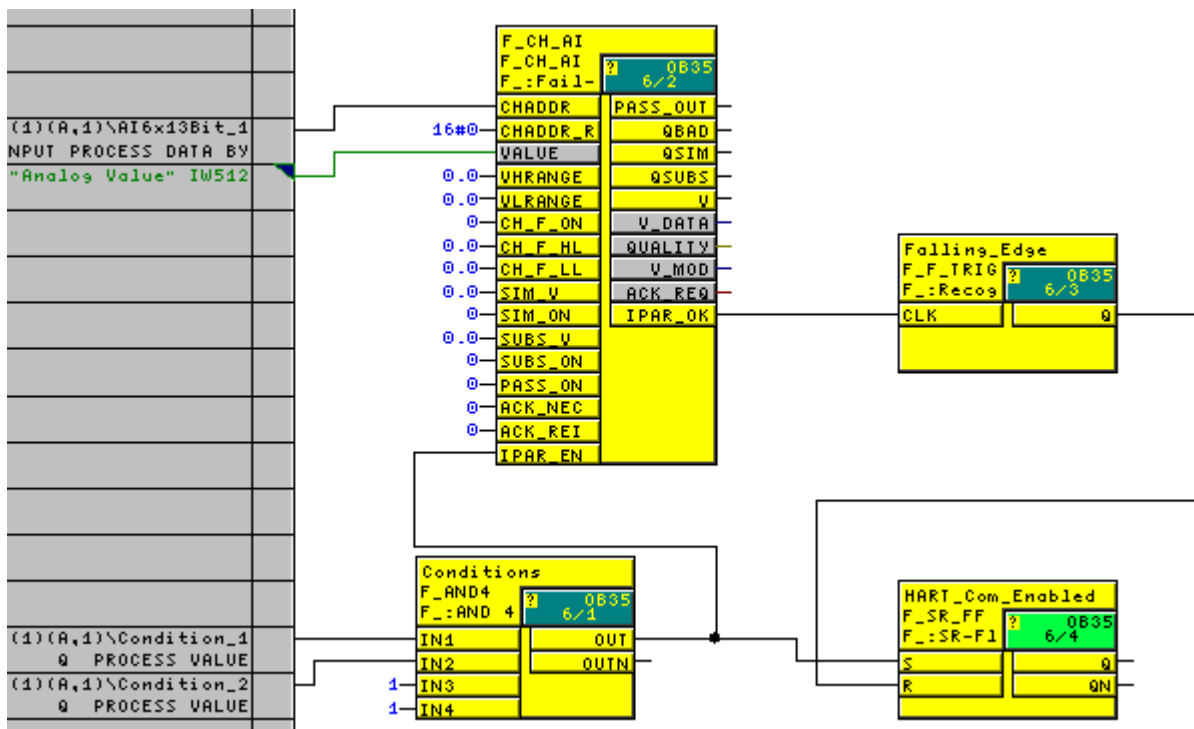 F_CH_AI
F_CH_AI
F_:Fail-
? OB35
6/2
(1)(A,1)\AI6x13Bit_1
NPUT PROCESS DATA BY
"Analog Value" IW512
CHADDR PASS_OUT
16#0 CHADDR_R QBAD
VALUE QSIM
0.0 VHRANGE QSUBS
0.0 VLRANGE V
0 CH_F_ON V_DATA
0.0 CH_F_HL QUALITY
0.0 CH_F_LL V_MOD
0.0 SIM_V ACK_REQ
0 SIM_ON IPAR_OK
0.0 SUBS_V
0 SUBS_ON
0 PASS_ON
0 ACK_NEC
0 ACK_REI
IPAR_EN
Falling_Edge
F_F_TRIG
F_:Recog
? OB35
6/3
CLK Q
Conditions
F_AND4
F_:AND 4
? OB35
6/1
(1)(A,1)\Condition_1
Q PROCESS VALUE
(1)(A,1)\Condition_2
Q PROCESS VALUE
IN1 OUT
IN2 OUTN
1 IN3
1 IN4
HART_Com_Enabled
F_SR_FF
F_:SR-Fl
? OB35
6/4
S Q
R QN